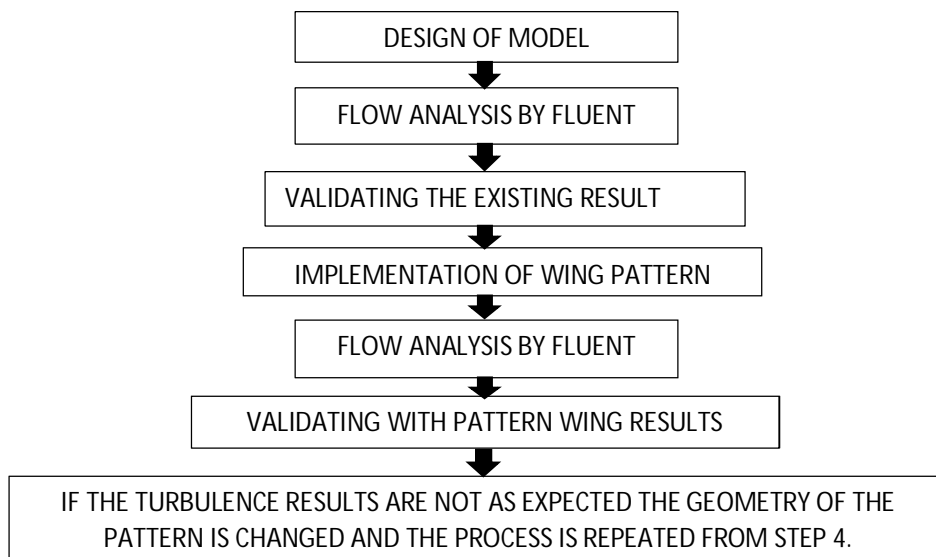 DESIGN OF MODEL
FLOW ANALYSIS BY FLUENT
VALIDATING THE EXISTING RESULT
IMPLEMENTATION OF WING PATTERN
FLOW ANALYSIS BY FLUENT
VALIDATING WITH PATTERN WING RESULTS
IF THE TURBULENCE RESULTS ARE NOT AS EXPECTED THE GEOMETRY OF THE
PATTERN IS CHANGED AND THE PROCESS IS REPEATED FROM STEP 4.